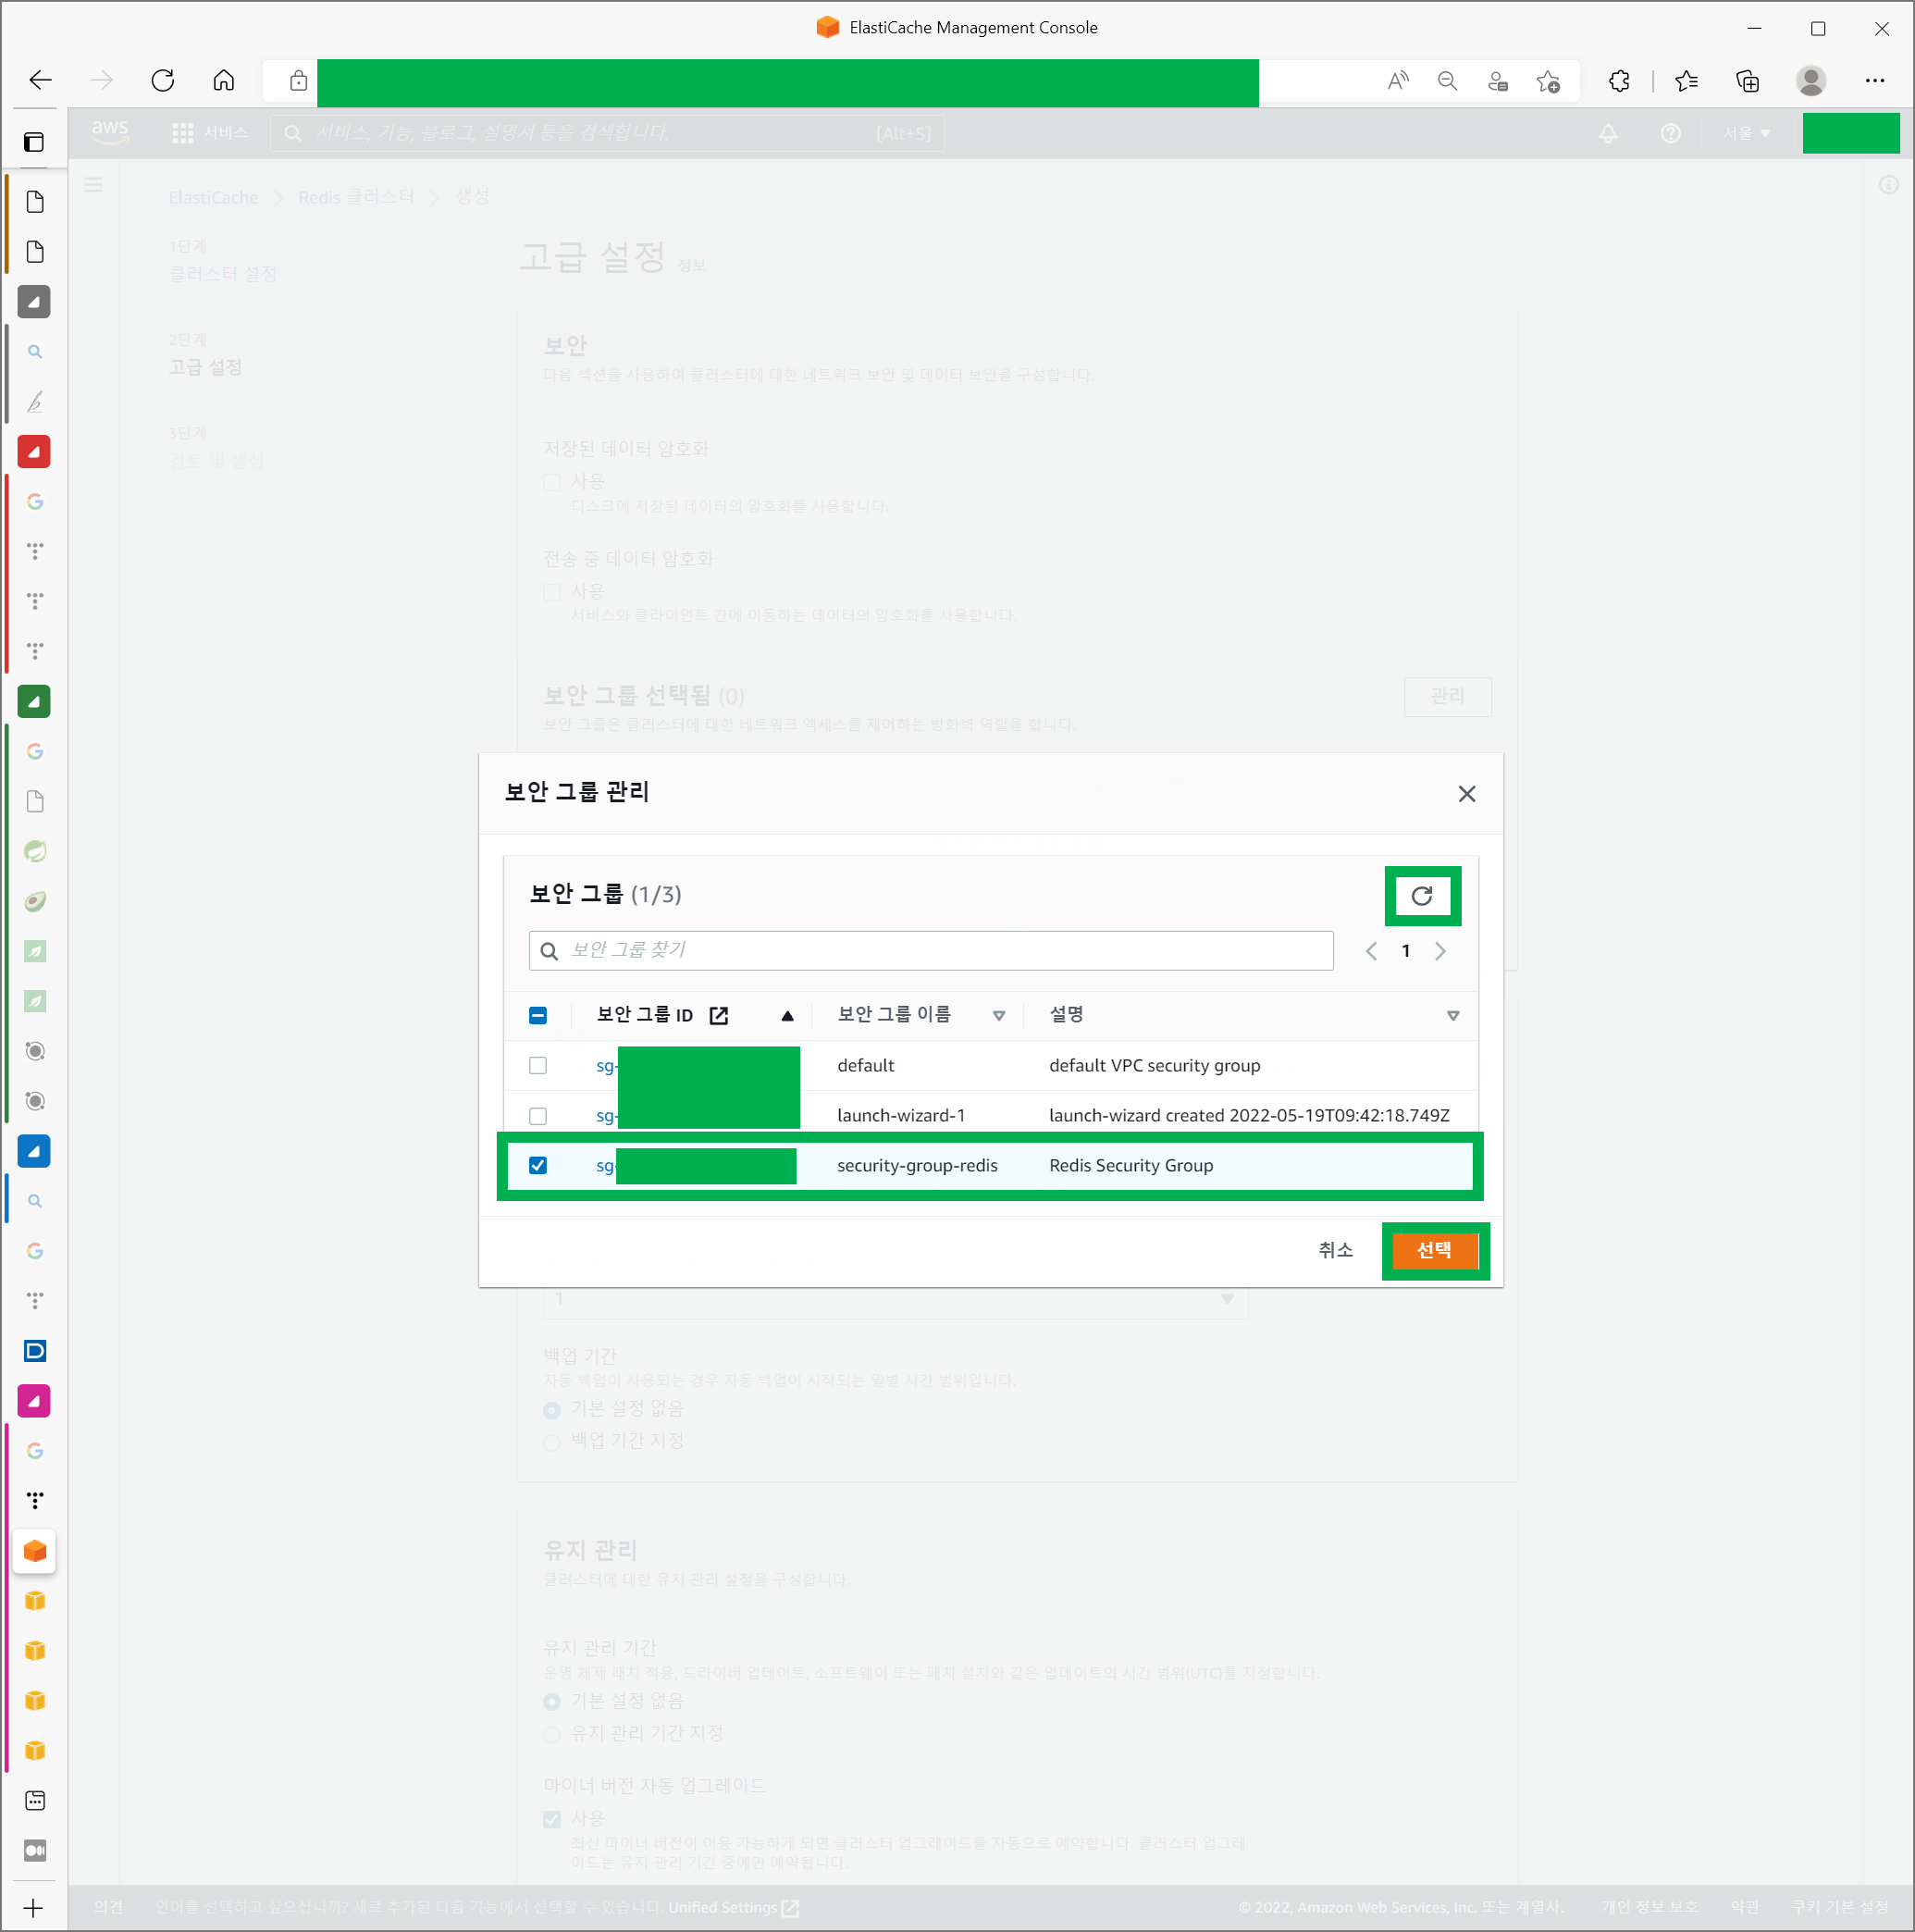 ElastiCache Management Console
aws
서비스
서비스, 기능, 블로그, 설명서 등을 검색합니다.
[Alt+S]
서울
ElastiCache
Redis 클러스터
생성
1단계
클러스터 설정
2단계
고급 설정
3단계
검토 및 생성
고급 설정 정보
보안
다음 섹션을 사용하여 클러스터에 대한 네트워크 보안 및 데이터 보안을 구성합니다.
저장된 데이터 암호화
사용
디스크에 저장된 데이터의 암호화를 사용합니다.
전송 중 데이터 암호화
사용
서비스와 클라이언트 간에 이동하는 데이터의 암호화를 사용합니다.
보안 그룹 선택됨 (0)
관리
보안 그룹은 클러스터에 대한 네트워크 액세스를 제어하는 방화벽 역할을 합니다.
보안 그룹 관리
보안 그룹 (1/3)
보안 그룹 찾기
1
보안 그룹 ID
보안 그룹 이름
설명
sg- default default VPC security group
sg- launch-wizard-1 launch-wizard created 2022-05-19T09:42:18.749Z
sg- security-group-redis Redis Security Group
취소
선택
1
백업 기간
자동 백업이 사용되는 경우 자동 백업이 시작되는 일별 시간 범위입니다.
기본 설정 없음
백업 기간 지정
유지 관리
클러스터에 대한 유지 관리 설정을 구성합니다.
유지 관리 기간
운영 체제 패치 적용, 드라이버 업데이트, 소프트웨어 또는 패치 설치와 같은 업데이트의 시간 범위(UTC)를 지정합니다.
기본 설정 없음
유지 관리 기간 지정
마이너 버전 자동 업그레이드
사용
최신 마이너 버전이 이용 가능하게 되면 클러스터 업그레이드를 자동으로 예약합니다. 클러스터 업그레
이드는 유지 관리 기간 중에만 예약됩니다.
의견
언어를 선택하고 싶으십니까? 새로 추가된 다음 기능에서 선택할 수 있습니다. Unified Settings
© 2022, Amazon Web Services, Inc. 또는 계열사.
개인 정보 보호
약관
쿠키 기본 설정